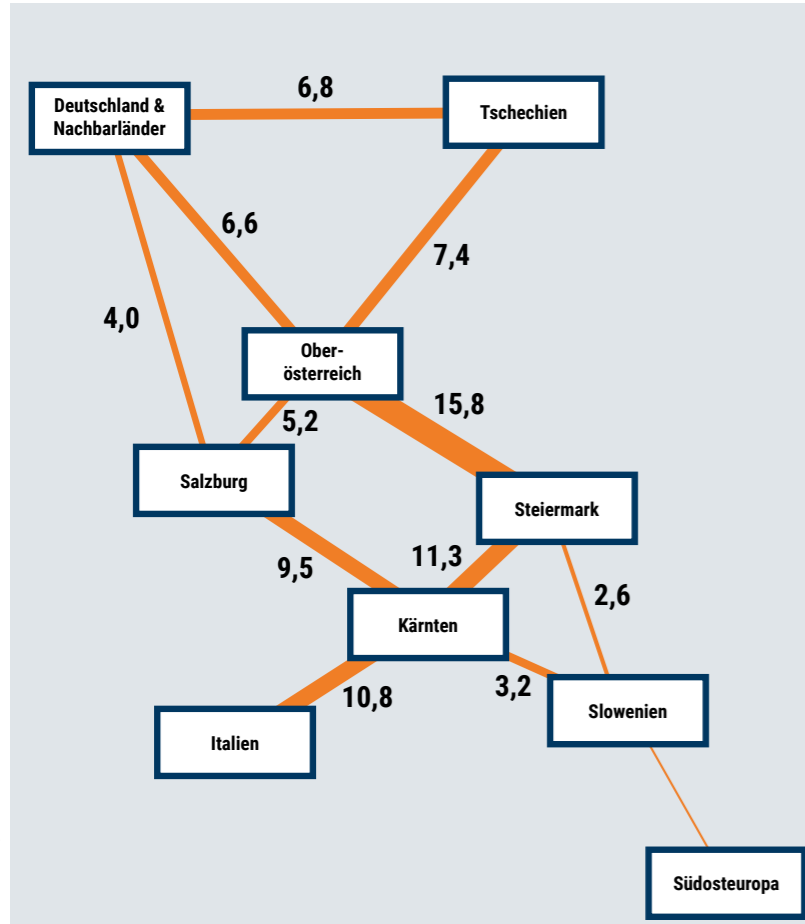 6,8
Deutschland &
Nachbarländer
Tschechien
6,6
7,4
4,0
Ober-
österreich
15,8
5,2
Salzburg
Steiermark
11,3
9,5
2,6
Kärnten
3,2
10,8
Slowenien
Italien
Südosteuropa